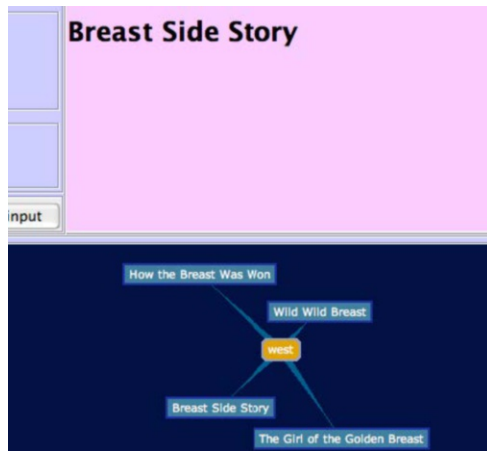 Breast Side Story
input
How the Breast Was Won
Wild Wild Breast
west
Breast Side Story
The Girl of the Golden Breast